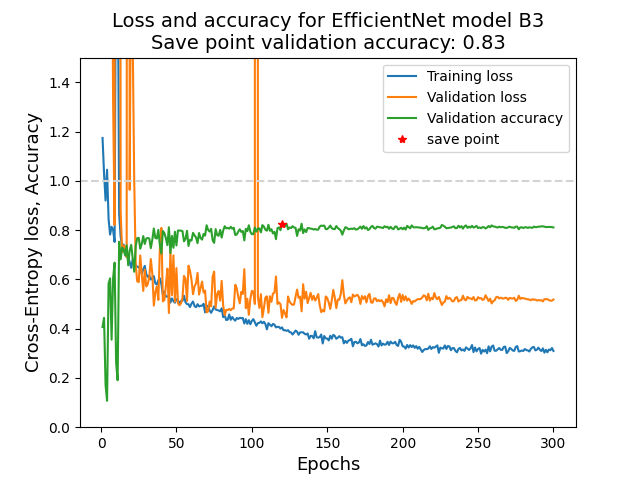 Loss and accuracy for EfficientNet model B3
Save point validation accuracy: 0.83
Training loss
Validation loss
Validation accuracy
save point
Cross-Entropy loss, Accuracy
1.4
1.2
1.0
0.8
0.6
0.4
0.2
0.0
0 50 100 150 200 250 300
Epochs